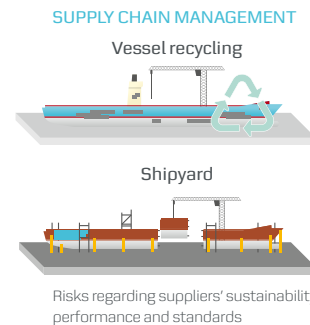 SUPPLY CHAIN MANAGEMENT
Vessel recycling
Shipyard
Risks regarding suppliers' sustainabilit
performance and standards